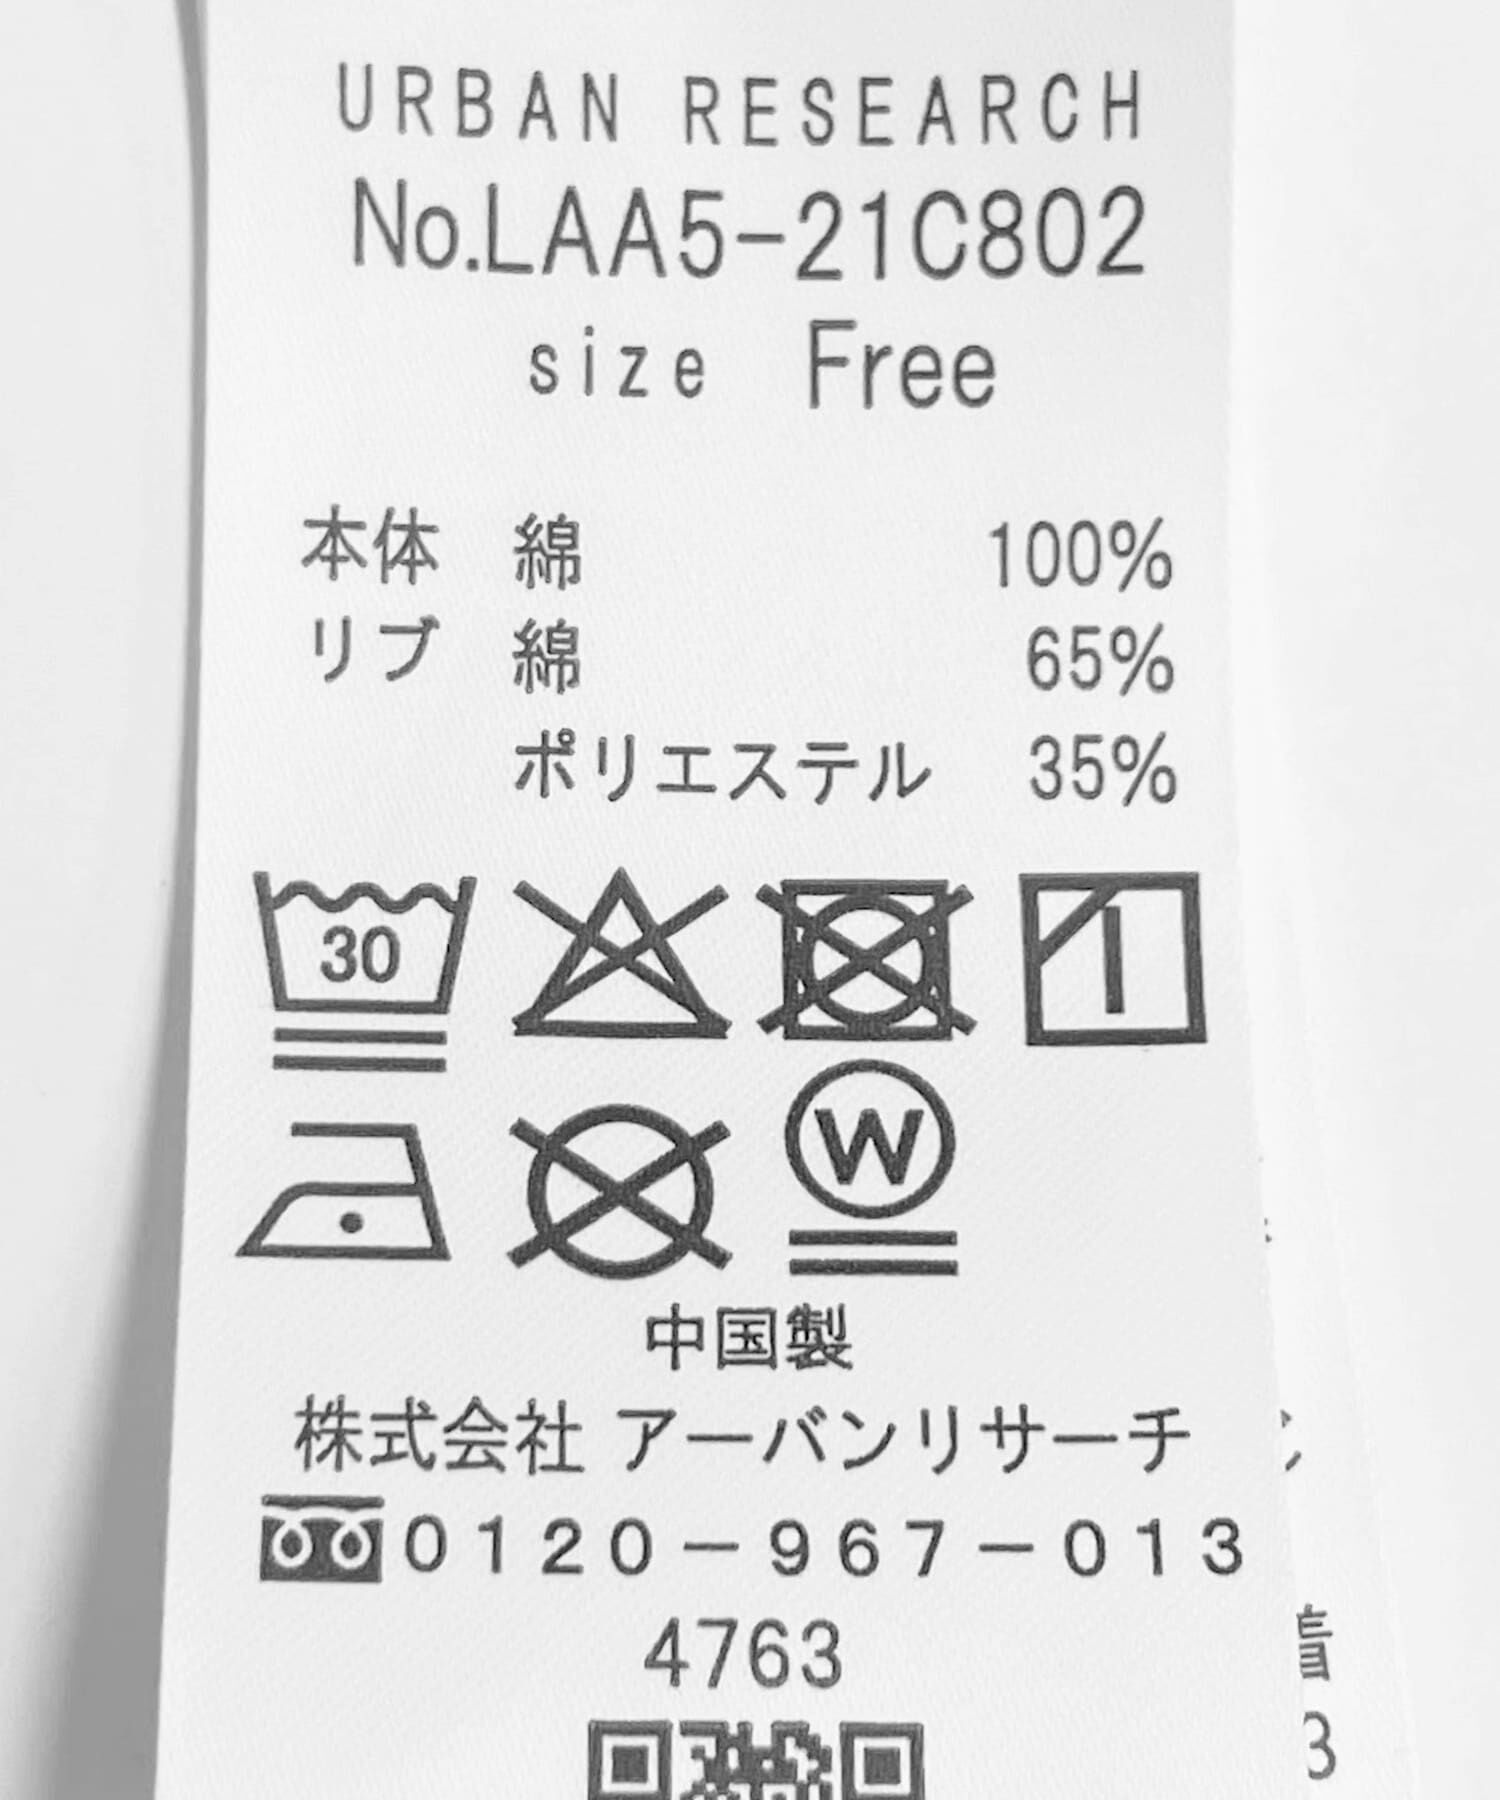 URBAN RESEARCH
No.LAA5-21C802
size Free
本体 綿 100%
リブ 綿 65%
ポリエステル 35%
30
W
中国製
株式会社 アーバンリサーチ
0120-967-013
4763
3